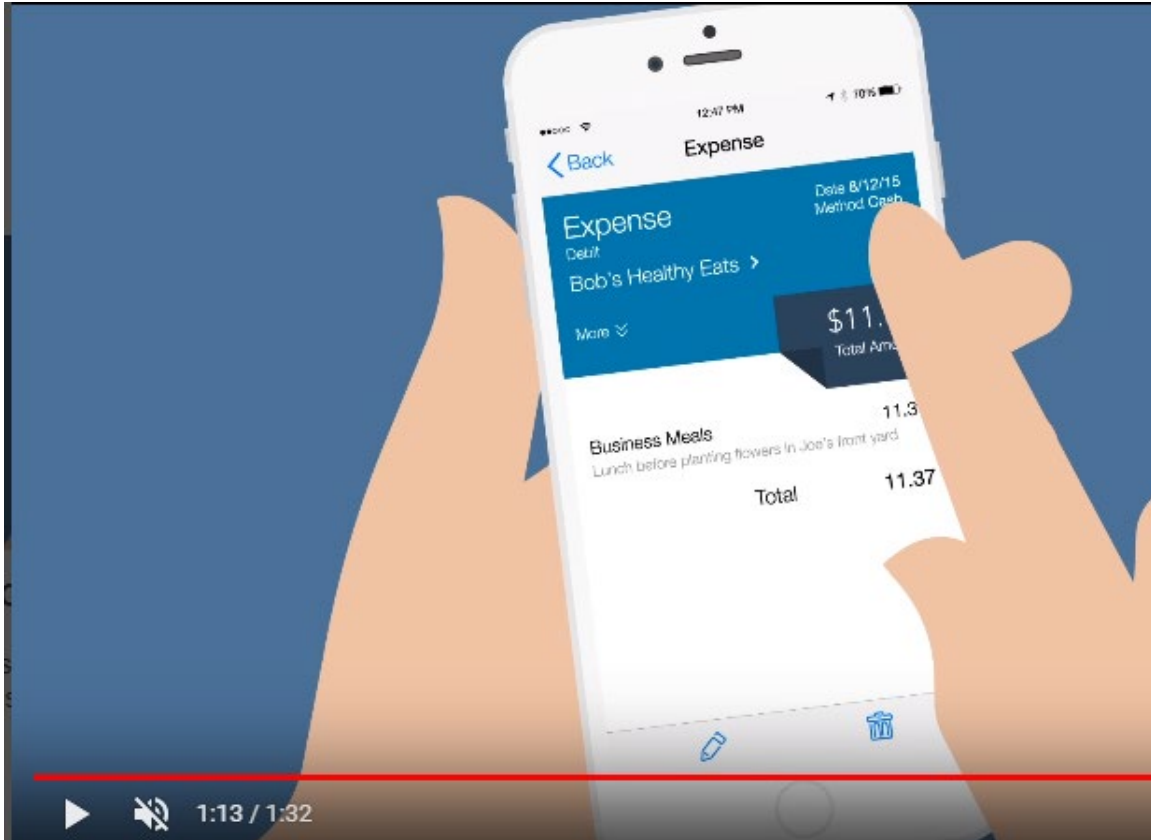 12:47 PM
70%
Back
Expense
Expense
Date 8/12/15
Method Cash
Debit
Bob's Healthy Eats
More
$11.
Total Amo
Business Meals
11.3
Lunch before planting flowers in Joe's front yard
Total
11.37
1:13 / 1:32